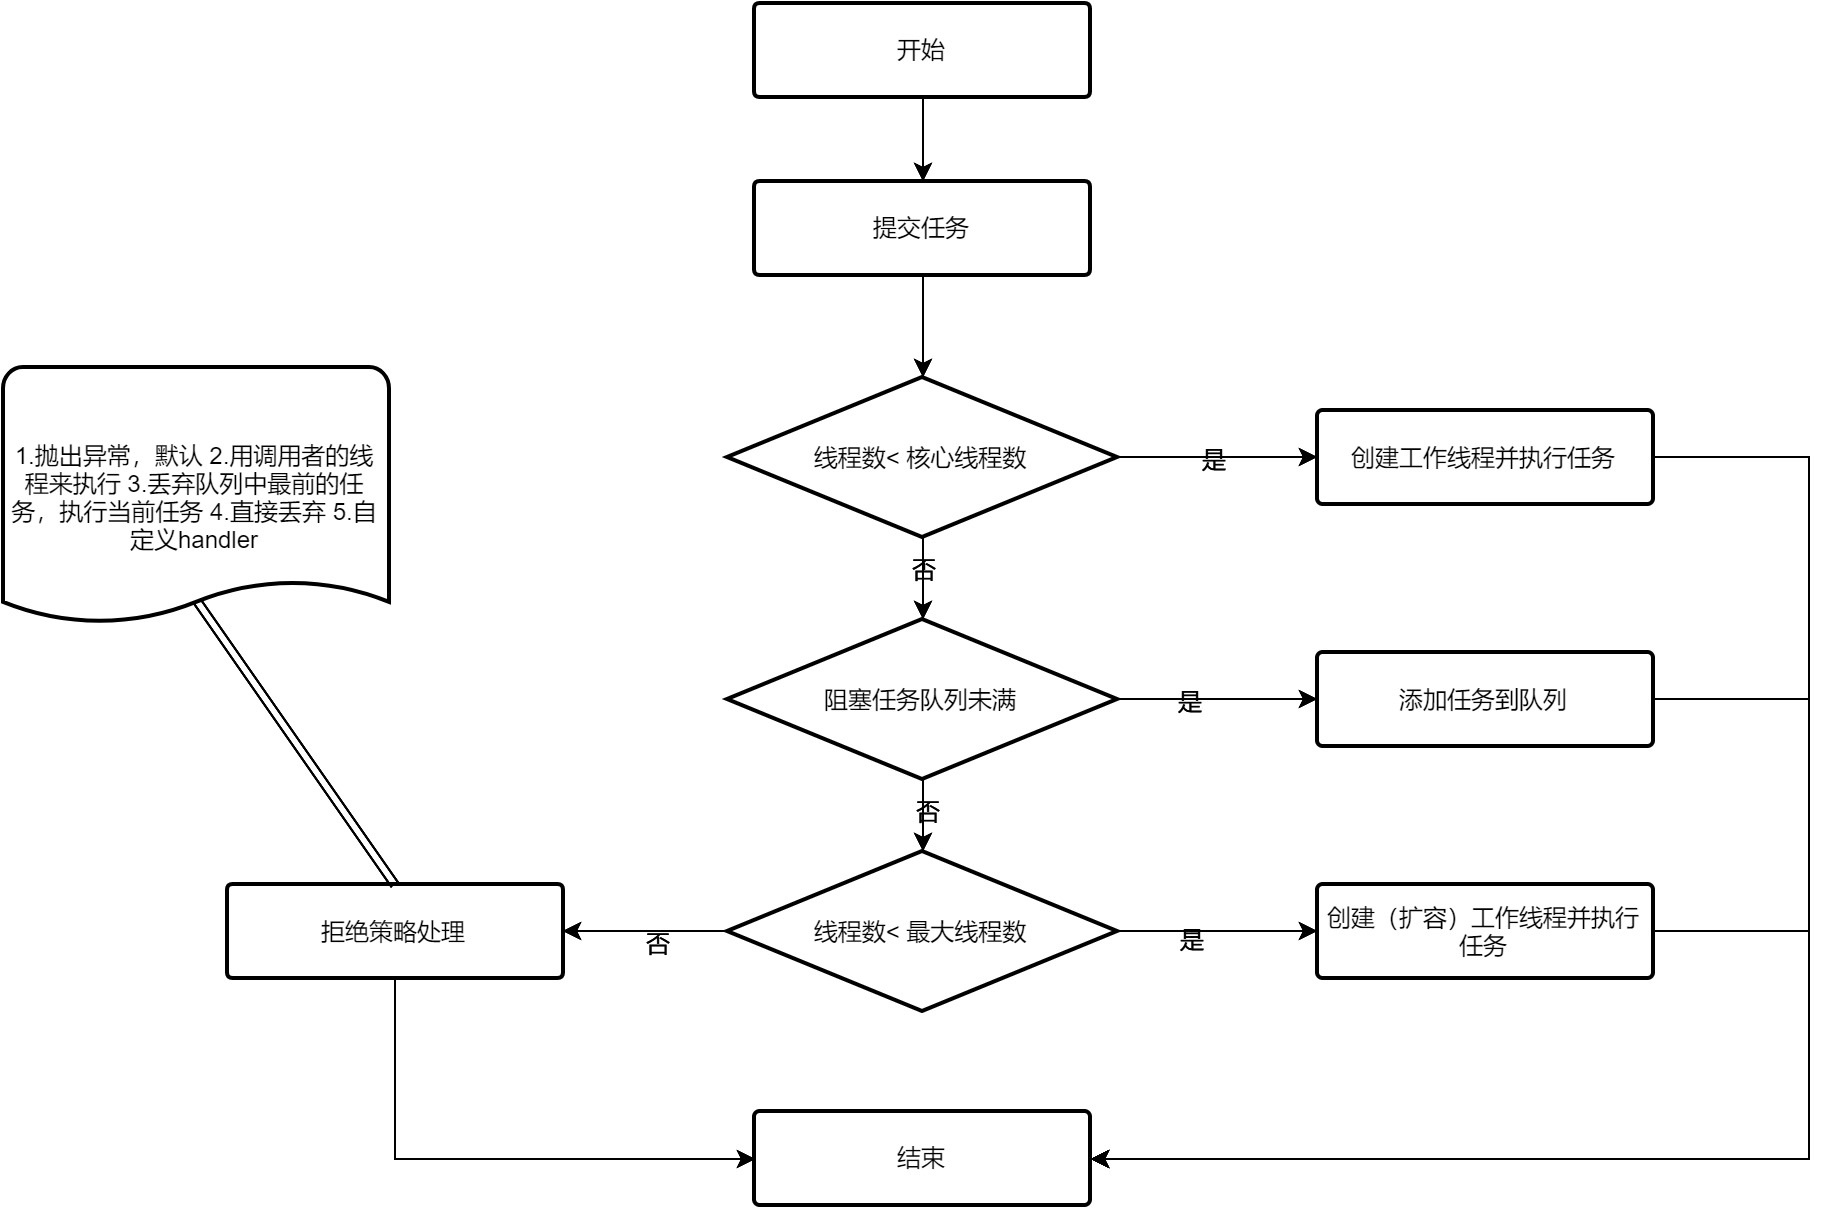 开始
提交任务
线程数< 核心线程数
是
创建工作线程并执行任务
1.抛出异常，默认 2.用调用者的线
程来执行 3.丢弃队列中最前的任
务，执行当前任务 4.直接丢弃 5.自
定义handler
否
阻塞任务队列未满
是
添加任务到队列
否
拒绝策略处理
否
线程数< 最大线程数
是
创建（扩容）工作线程并执行
任务
结束